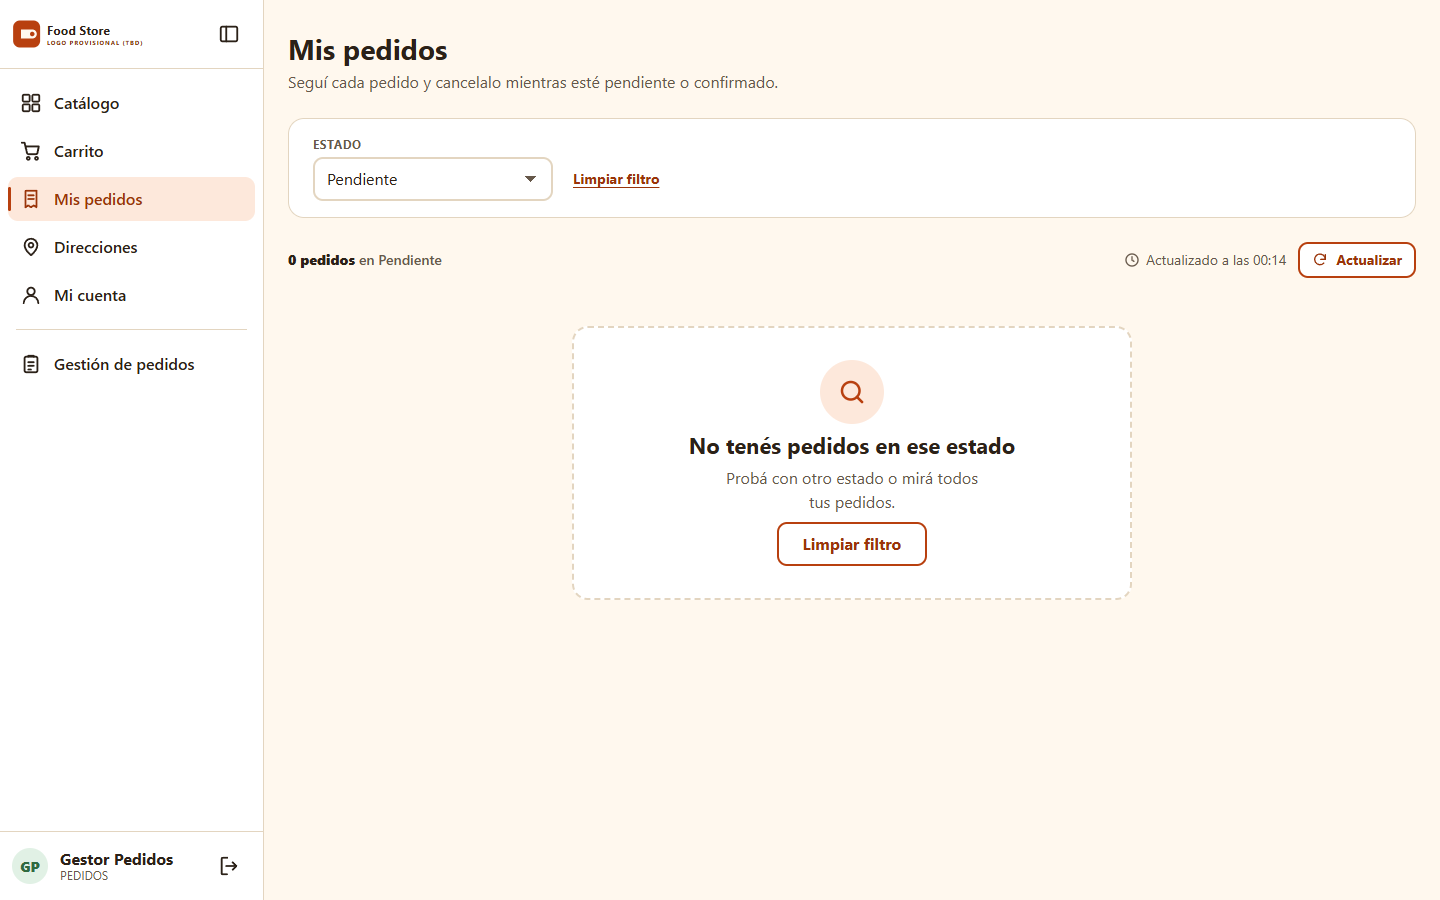 Food Store
LOGO PROVISIONAL (TBD)
Catálogo
Carrito
Mis pedidos
Direcciones
Mi cuenta
Gestión de pedidos
GP
Gestor Pedidos
PEDIDOS
Mis pedidos
Seguí cada pedido y cancelalo mientras esté pendiente o confirmado.
ESTADO
Pendiente
Limpiar filtro
0 pedidos en Pendiente
Actualizado a las 00:14
Actualizar
No tenés pedidos en ese estado
Probá con otro estado o mirá todos
tus pedidos.
Limpiar filtro